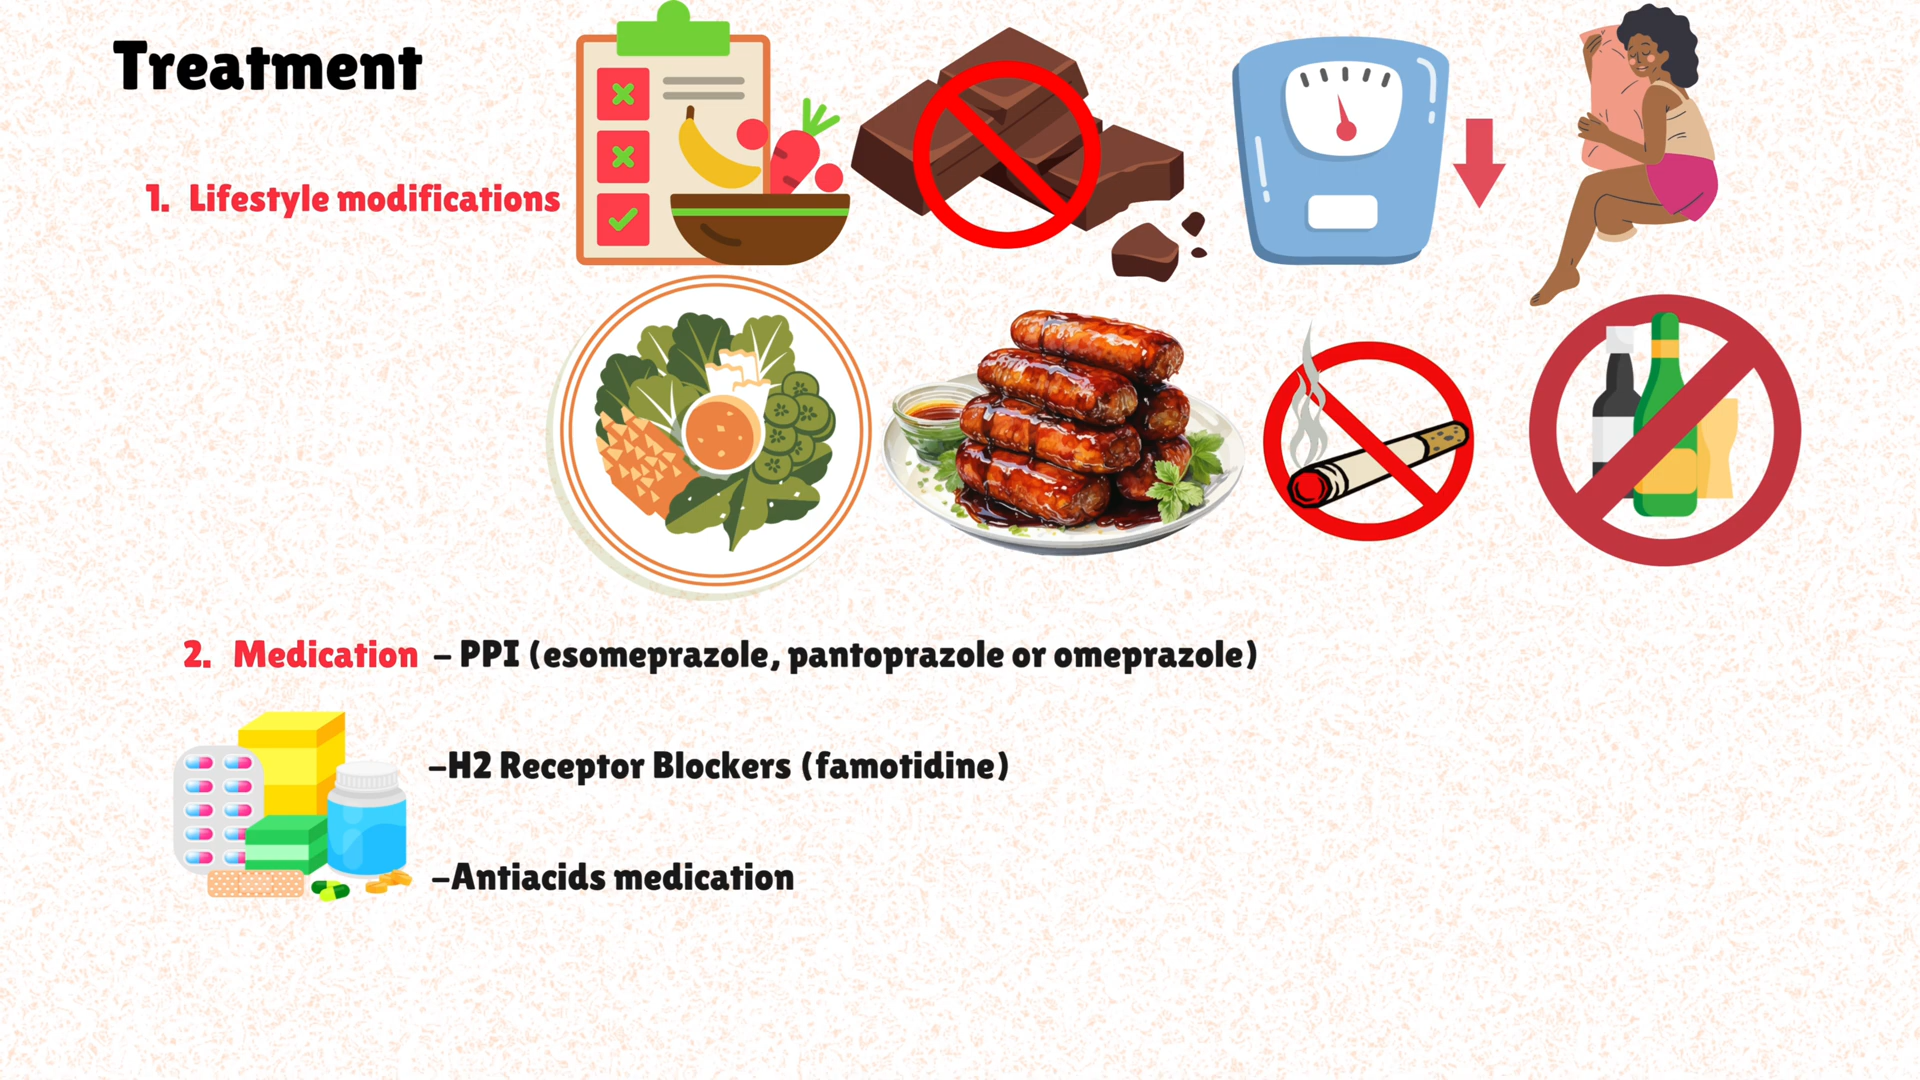 Treatment
1. Lifestyle modifications
2. Medication - PPI (esomeprazole, pantoprazole or omeprazole)
-H2 Receptor Blockers (famotidine)
-Antiacids medication